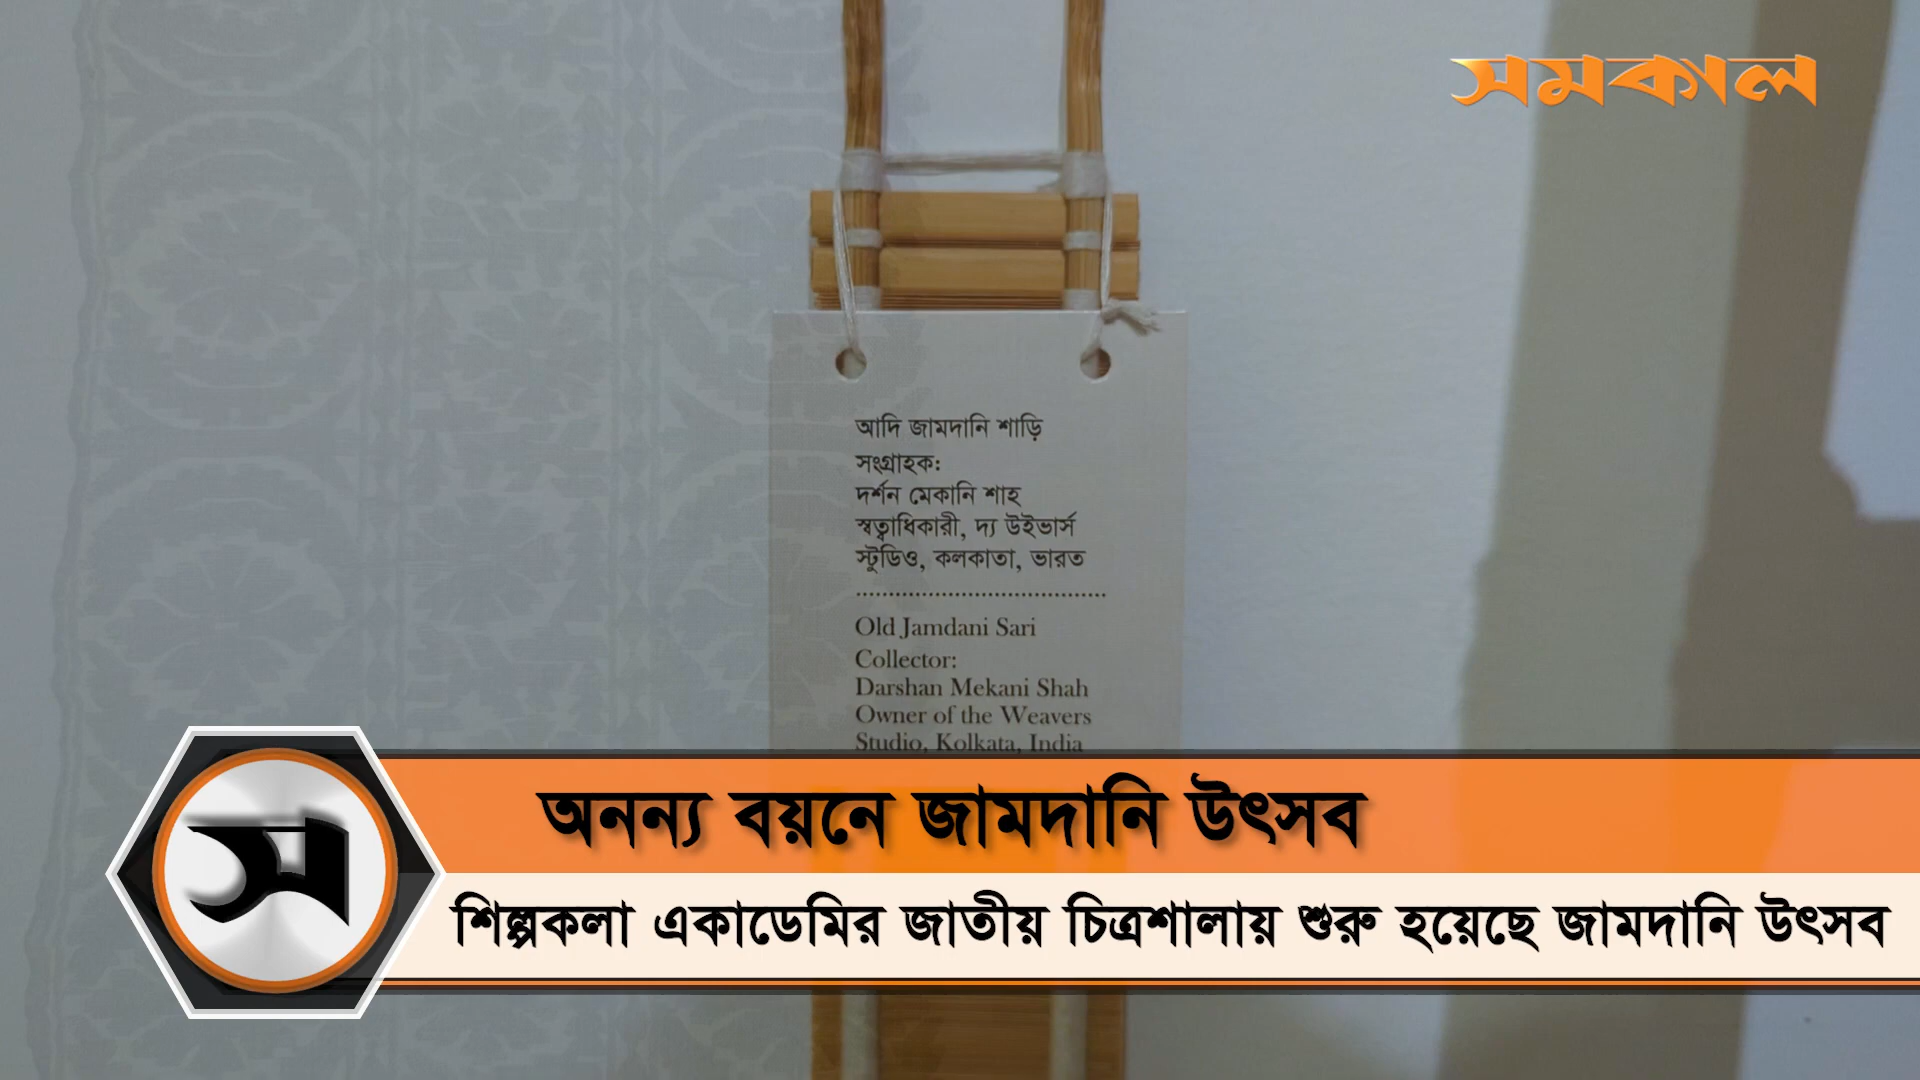 সমকাল
আদি জামদানি শাড়ি
সংগ্রাহক:
দর্শন মেকানি শাহ
স্বত্বাধিকারী, দ্য উইভার্স
স্টুডিও, কলকাতা, ভারত
Old Jamdani Sari
Collector:
Darshan Mekani Shah
Owner of the Weavers
Studio, Kolkata, India
স
অনন্য বয়নে জামদানি উৎসব
শিল্পকলা একাডেমির জাতীয় চিত্রশালায় শুরু হয়েছে জামদানি উৎসব